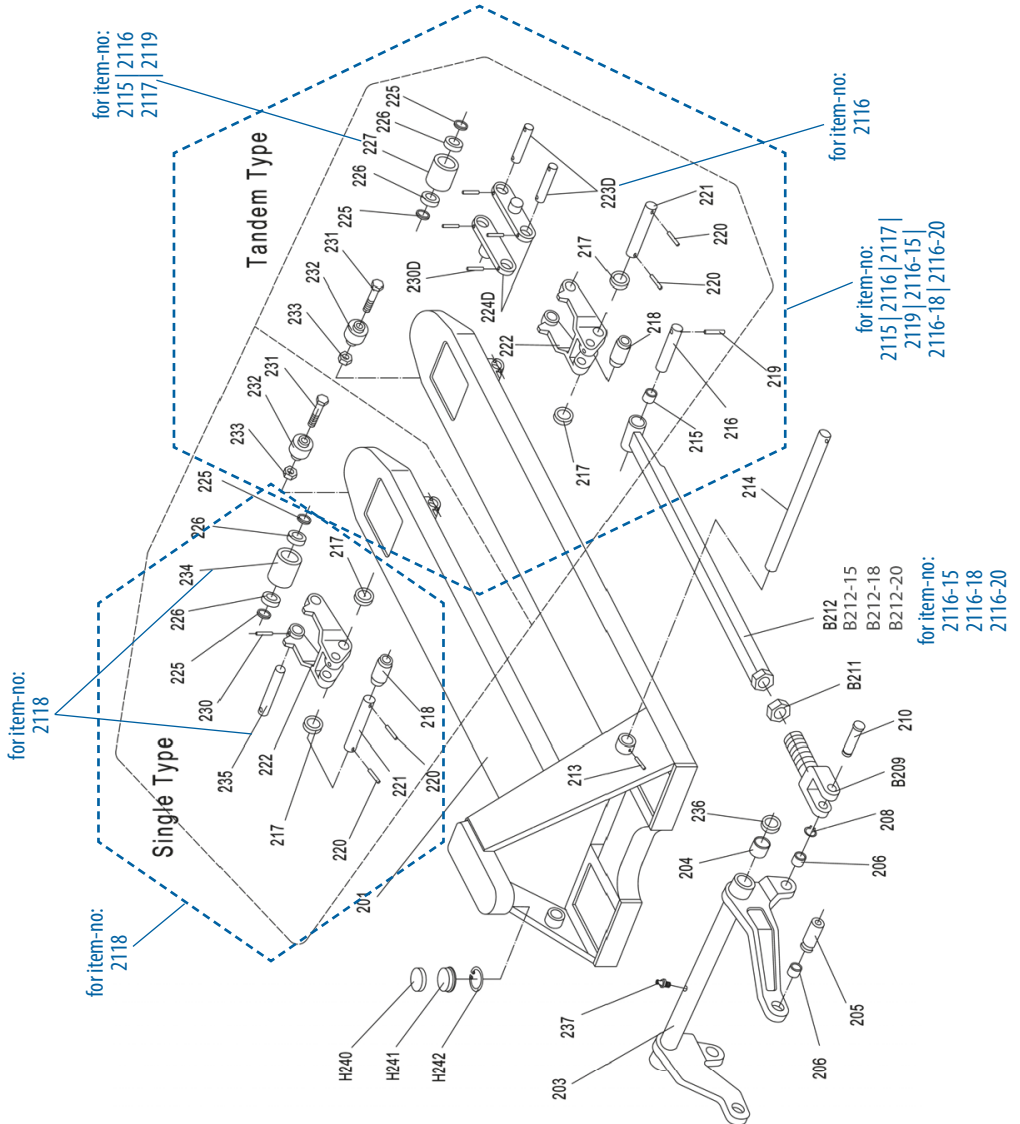 for item-no:
2115 | 2116
2117 | 2119
Tandem Type
225
226
227
226
225
231
232
233
231
232
233
230D
224D
223D
for item-no:
2116
221
220
220
217
218
222
217
219
216
215
214
for item-no:
2115 | 2116 | 2117 |
2119 | 2116-15 |
2116-18 | 2116-20
for item-no:
2118
Single Type
225
226
234
226
225
230
235
222
217
217
218
221
220
220
for item-no:
2118
201
213
B212
B212-15
B212-18
B212-20
for item-no:
2116-15
2116-18
2116-20
B211
210
B209
208
206
236
204
205
206
237
203
H240
H241
H242